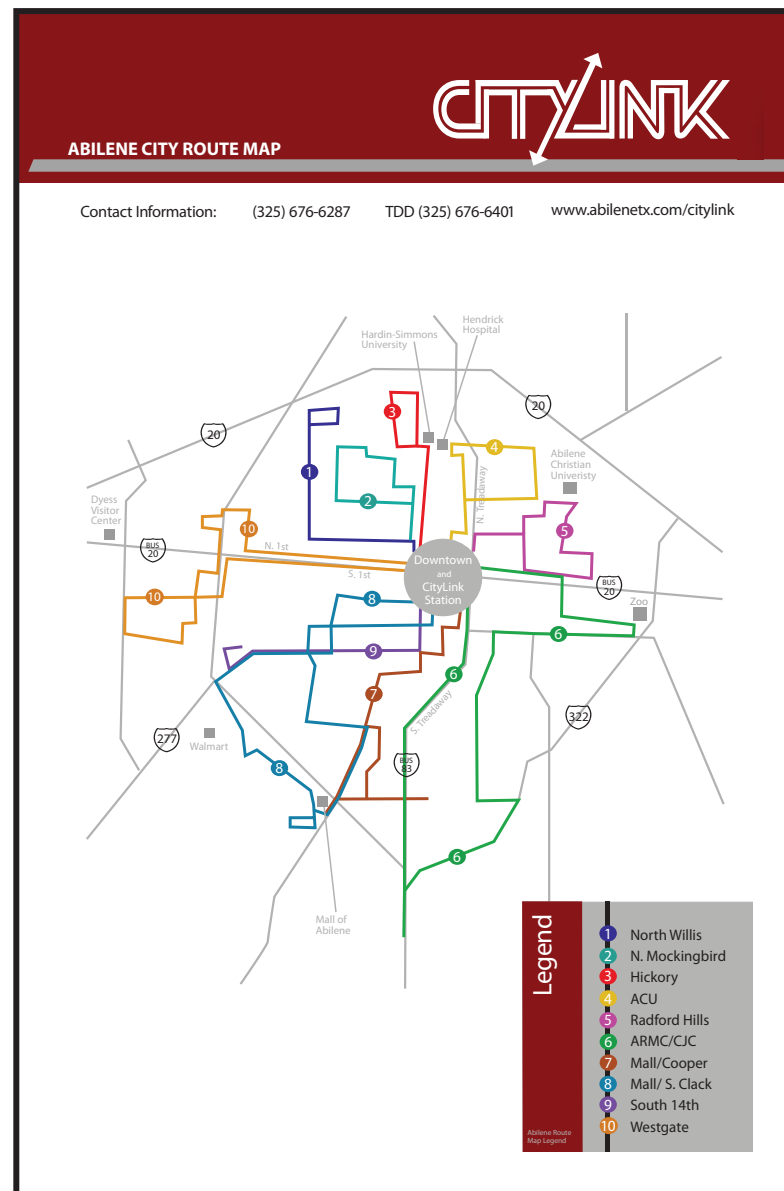 CITYLINK
ABILENE CITY ROUTE MAP
Contact Information: (325) 676-6287 TDD (325) 676-6401 www.abilenetx.com/citylink
Hendrick
Hospital
Hardin-Simmons
University
20
20
3
4
N. Treadaway
Abilene
Christian
Univeristy
1
2
Dyess
Visitor
Center
10
N. 1st
5
BUS
20
S. 1st
Downtown
and
CityLink
Station
BUS
20
10
8
Zoo
6
9
6
7
S. Treadaway
322
277
Walmart
BUS
83
8
6
Mall of
Abilene
Legend
1 North Willis
2 N. Mockingbird
3 Hickory
4 ACU
5 Radford Hills
6 ARMC/CJC
7 Mall/Cooper
8 Mall/ S. Clack
9 South 14th
10 Westgate
Abilene Route
Map Legend